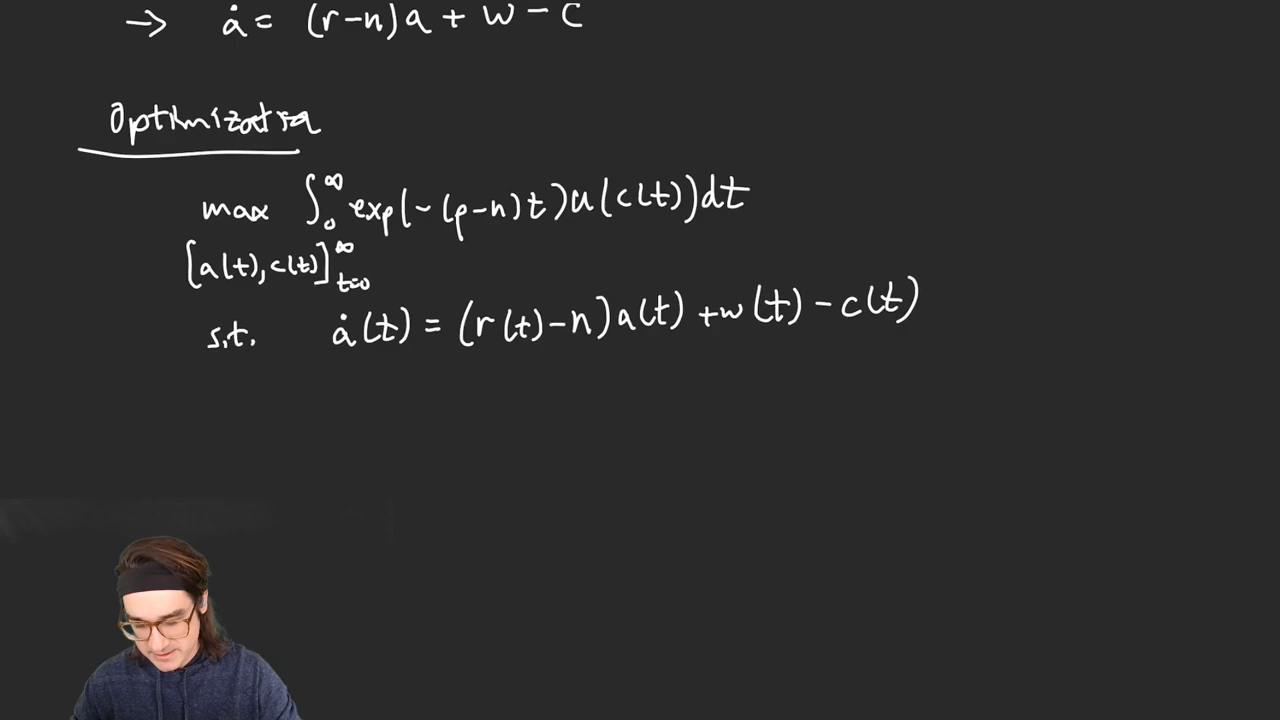 → ȧ = (r-n)a + w - c
Optimization
max ∫₀^∞ exp(-(ρ-n)t)u(c(t))dt
[a(t), c(t)]_{t=0}^∞
s.t. ȧ(t) = (r(t)-n)a(t) + w(t) - c(t)